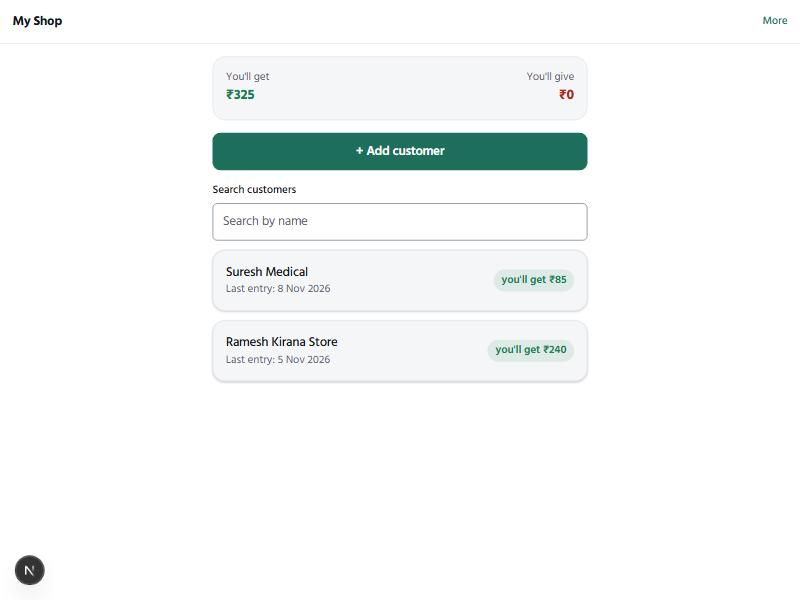 My Shop
More
You'll get
You'll give
₹325
₹0
+ Add customer
Search customers
Search by name
Suresh Medical
Last entry: 8 Nov 2026
you'll get ₹85
Ramesh Kirana Store
Last entry: 5 Nov 2026
you'll get ₹240
N